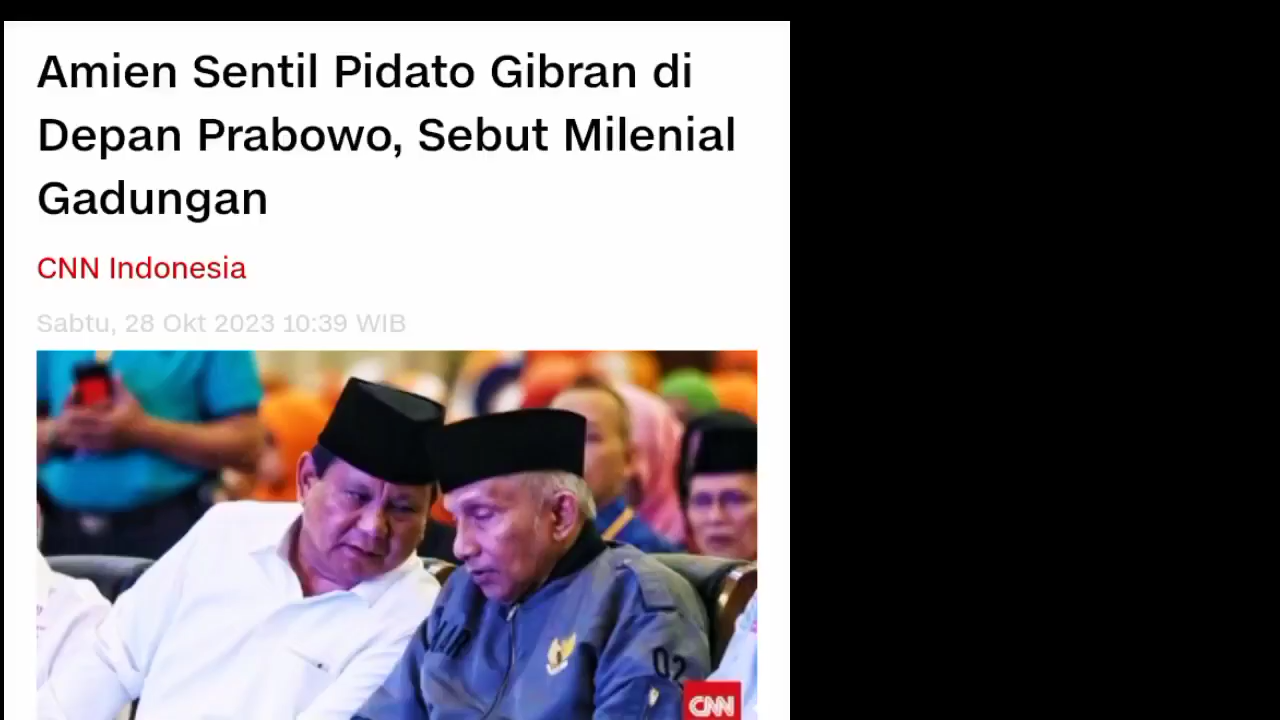 Amien Sentil Pidato Gibran di
Depan Prabowo, Sebut Milenial
Gadungan
CNN Indonesia
Sabtu, 28 Okt 2023 10:39 WIB
02
CNN